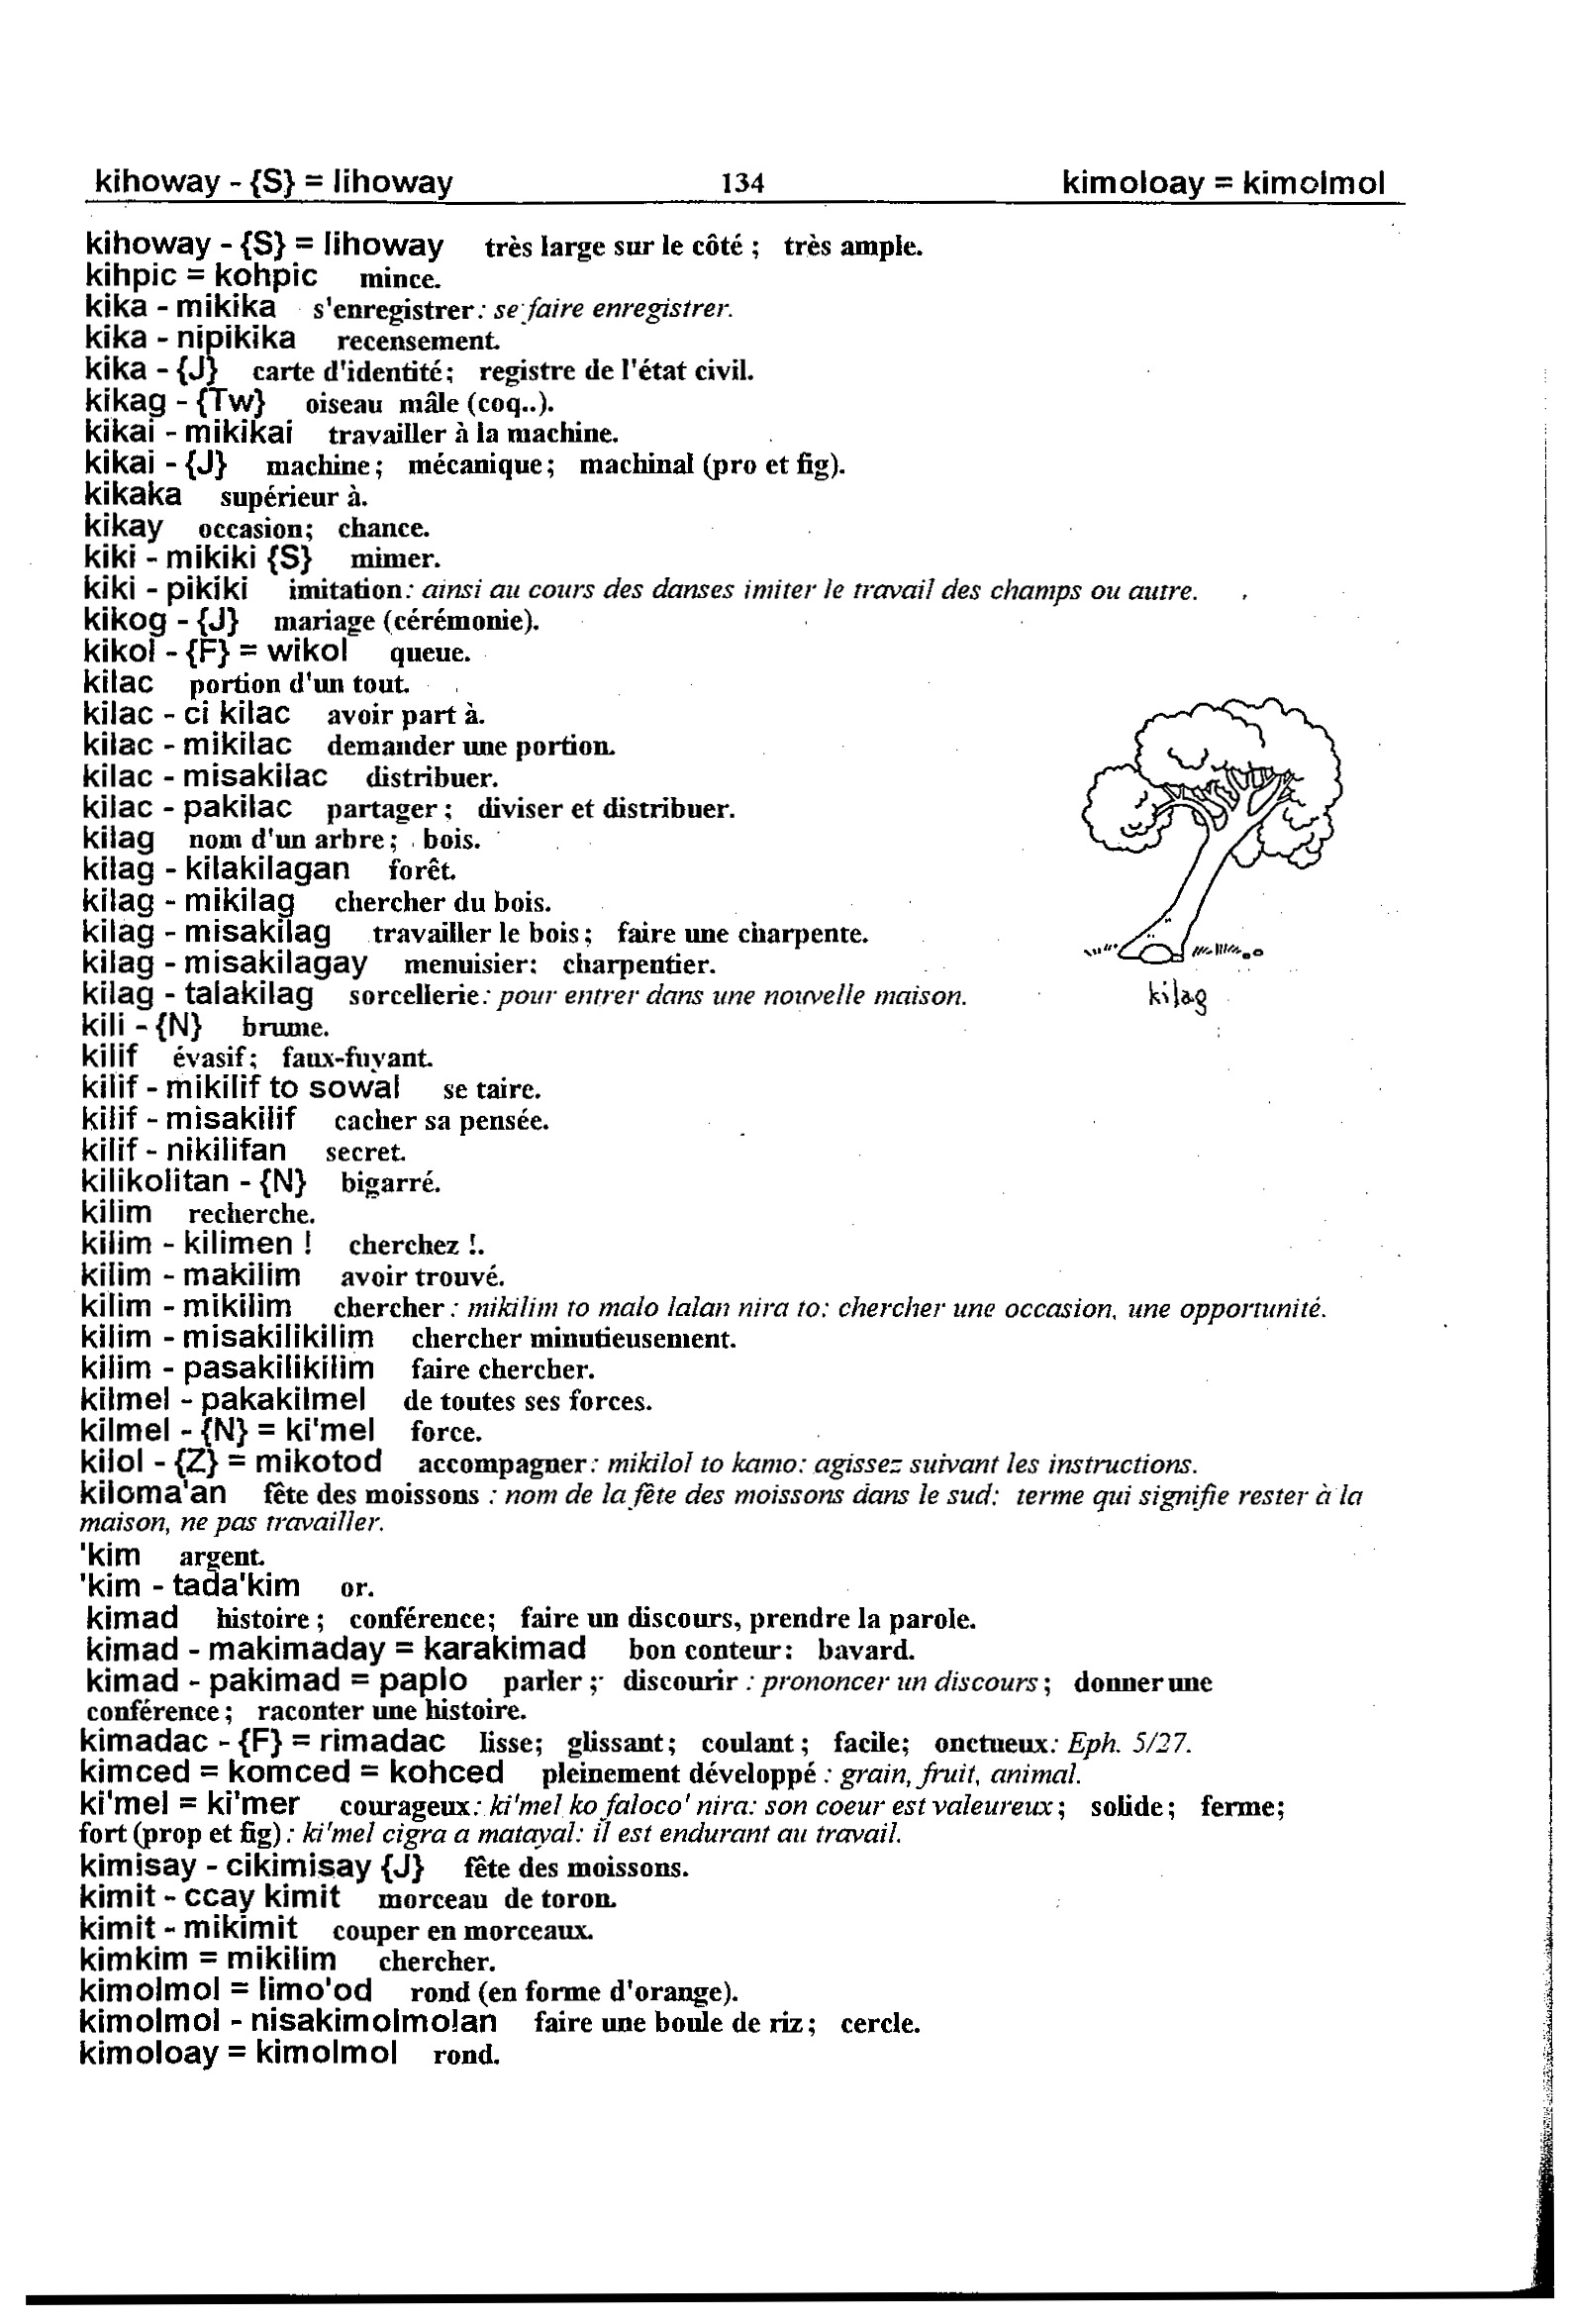 kihoway - {S} = lihoway 134 kimoloay = kimolmol
kihoway - {S} = lihoway très large sur le côté ; très ample.
kihpic = kohpic mince.
kika - mikika s'enregistrer : se faire enregistrer.
kika - nipikika recensement.
kika - {J} carte d'identité ; registre de l'état civil.
kikag - {Tw} oiseau mâle (coq..).
kikai - mikikai travailler à la machine.
kikai - {J} machine ; mécanique ; machinal (pro et fig).
kikaka supérieur à.
kikay occasion; chance.
kiki - mikiki {S} mimer.
kiki - pikiki imitation: ainsi au cours des danses imiter le travail des champs ou autre.
kikog - {J} mariage (cérémonie).
kikol - {F} = wikol queue.
kilac portion d'un tout.
kilac - ci kilac avoir part à.
kilac - mikilac demander une portion.
kilac - misakilac distribuer.
kilac - pakilac partager ; diviser et distribuer.
kilag nom d'un arbre ; bois.
kilag - kilakilagan forêt.
kilag - mikilag chercher du bois.
kilag - misakilag travailler le bois ; faire une charpente.
kilag - misakilagay menuisier: charpentier.
kilag - talakilag sorcellerie: pour entrer dans une nouvelle maison.
kilag
kili - {N} brume.
kilif évasif ; faux-fuyant.
kilif - mikilif to sowal se taire.
kilif - misakilif cacher sa pensée.
kilif - nikilifan secret.
kilikolitan - {N} bigarré.
kilim recherche.
kilim - kilimen ! cherchez !.
kilim - makilim avoir trouvé.
kilim - mikilim chercher : mikilim to malo lalan nira to: chercher une occasion, une opportunité.
kilim - misakilikilim chercher minutieusement.
kilim - pasakilikilim faire chercher.
kilmel - pakakilmel de toutes ses forces.
kilmel - {N} = ki'mel force.
kilol - {Z} = mikotod accompagner : mikilol to kamo: agissez suivant les instructions.
kiloma'an fête des moissons : nom de la fête des moissons dans le sud: terme qui signifie rester à la
maison, ne pas travailler.
'kim argent.
'kim - tada'kim or.
kimad histoire ; conférence; faire un discours, prendre la parole.
kimad - makimaday = karakimad bon conteur: bavard.
kimad - pakimad = paplo parler ; discourir : prononcer un discours ; donner une
conférence ; raconter une histoire.
kimadac - {F} = rimadac lisse; glissant ; coulant ; facile; onctueux: Eph. 5/27.
kimced = komced = kohced pleinement développé : grain, fruit, animal.
ki'mel = ki'mer courageux: ki'mel ko faloco' nira: son coeur est valeureux ; solide ; ferme;
fort (prop et fig) : ki'mel cigra a matayal: il est endurant au travail.
kimisay - cikimisay {J} fête des moissons.
kimit - ccay kimit morceau de toron.
kimit - mikimit couper en morceaux.
kimkim = mikilim chercher.
kimolmol = limo'od rond (en forme d'orange).
kimolmol - nisakimolmolan faire une boule de riz ; cercle.
kimoloay = kimolmol rond.